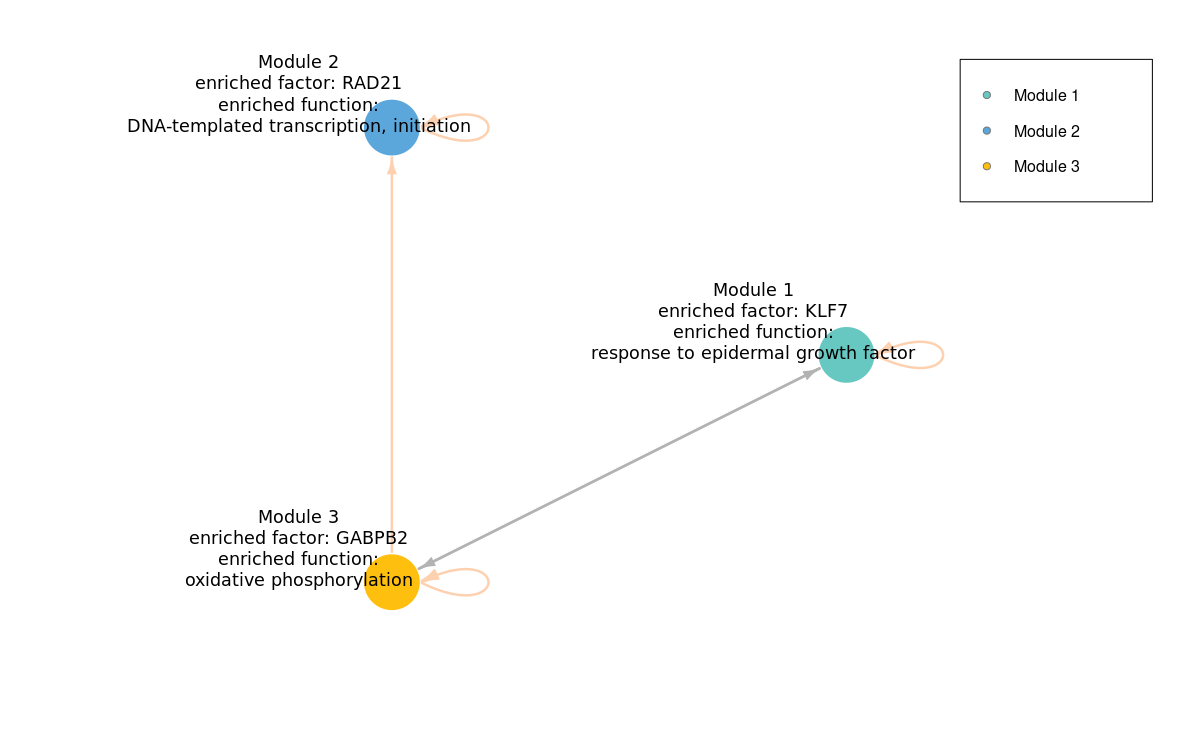 Module 2
enriched factor: RAD21
enriched function:
DNA-templated transcription, initiation
Module 1
Module 2
Module 3
Module 1
enriched factor: KLF7
enriched function:
response to epidermal growth factor
Module 3
enriched factor: GABPB2
enriched function:
oxidative phosphorylation